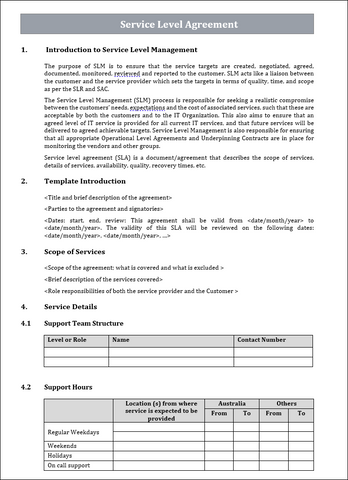 Service Level Agreement
1. Introduction to Service Level Management
The purpose of SLM is to ensure that the service targets are created, negotiated, agreed,
documented, monitored, reviewed and reported to the customer. SLM acts like a liaison between
the customer and the service provider which sets the targets in terms of quality, time, and scope
as per the SLR and SAC.
The Service Level Management (SLM) process is responsible for seeking a realistic compromise
between the customers' needs, expectations and the cost of associated services, such that these are
acceptable by both the customers and to the IT Organization. This also aims to ensure that an
agreed level of IT service is provided for all current IT services, and that future services will be
delivered to agreed achievable targets. Service Level Management is also responsible for ensuring
that all appropriate Operational Level Agreements and Underpinning Contracts are in place for
monitoring the vendors and other groups.
Service level agreement (SLA) is a document/agreement that describes the scope of services,
details of services, availability, quality, recovery times, etc.
2. Template Introduction
<Title and brief description of the agreement>
<Parties to the agreement and signatories>
<Dates: start, end, review: This agreement shall be valid from <date/month/year> to
<date/month/year>. The validity of this SLA will be reviewed on the following dates:
<date/month/year>, <date/month/year>, ...>
3. Scope of Services
<Scope of the agreement; what is covered and what is excluded >
<Brief description of the services covered>
<Role responsibilities of both the service provider and the Customer >
4. Service Details
4.1 Support Team Structure
Level or Role Name Contact Number
4.2 Support Hours
Location (s) from where Australia Others
service is expected to be From To From To
provided
Regular Weekdays
Weekends
Holidays
On call support